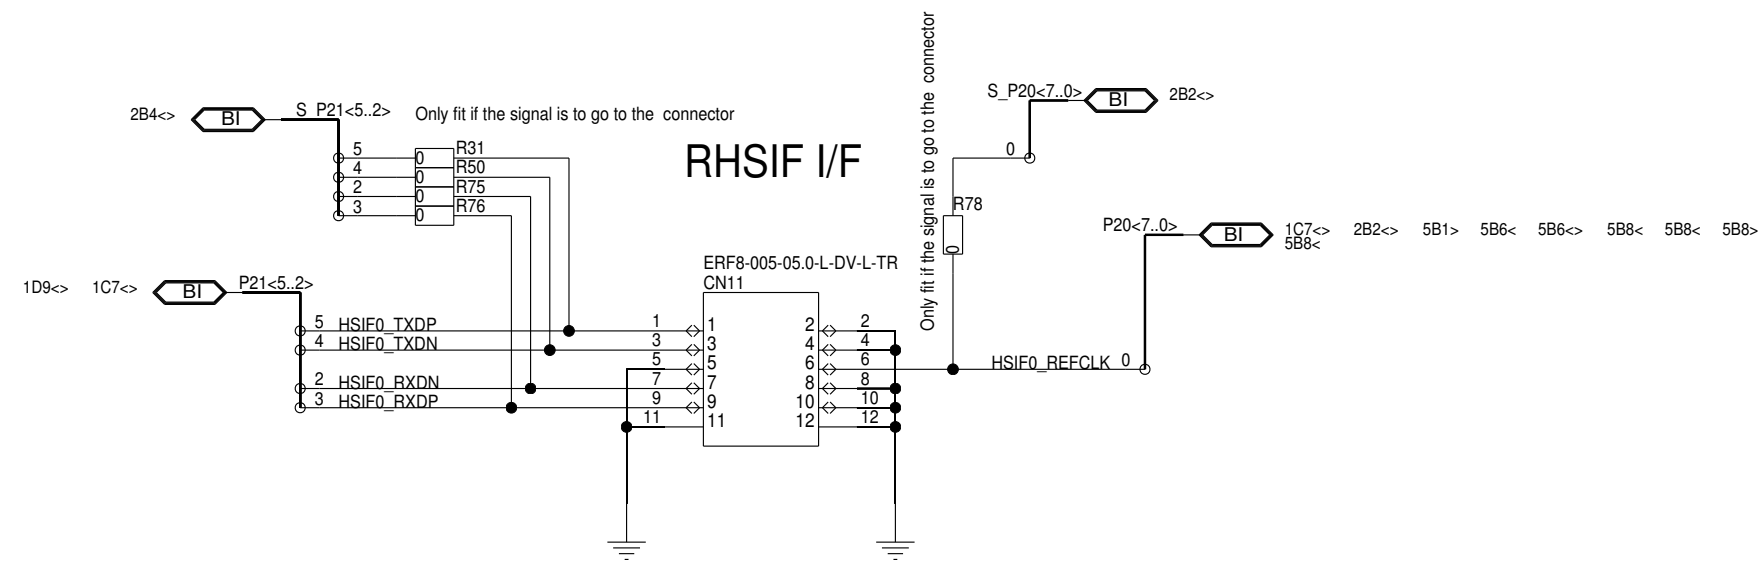 2B4<> BI S_P21<5..2> Only fit if the signal is to go to the connector
5 0 R31
4 0 R50
2 0 R75
3 0 R76
RHSIF I/F
Only fit if the signal is to go to the connector
S_P20<7..0> BI 2B2<>
0
R78
0
P20<7..0> BI 1C7<> 2B2<> 5B1> 5B6< 5B6<> 5B8< 5B8< 5B8>
5B8<
1D9<> 1C7<> BI P21<5..2>
ERF8-005-05.0-L-DV-L-TR
CN11
5 HSIF0_TXDP 1 1 2 2
4 HSIF0_TXDN 3 3 4 4
5 5 6 6 HSIF0_REFCLK 0
2 HSIF0_RXDN 7 7 8 8
3 HSIF0_RXDP 9 9 10 10
11 11 12 12